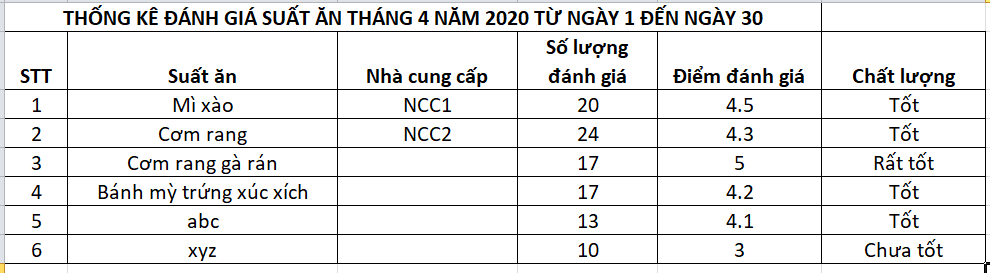 THỐNG KÊ ĐÁNH GIÁ SUẤT ĂN THÁNG 4 NĂM 2020 TỪ NGÀY 1 ĐẾN NGÀY 30
STT Suất ăn Nhà cung cấp Số lượng đánh giá Điểm đánh giá Chất lượng
1 Mì xào NCC1 20 4.5 Tốt
2 Cơm rang NCC2 24 4.3 Tốt
3 Cơm rang gà rán 17 5 Rất tốt
4 Bánh mỳ trứng xúc xích 17 4.2 Tốt
5 abc 13 4.1 Tốt
6 xyz 10 3 Chưa tốt